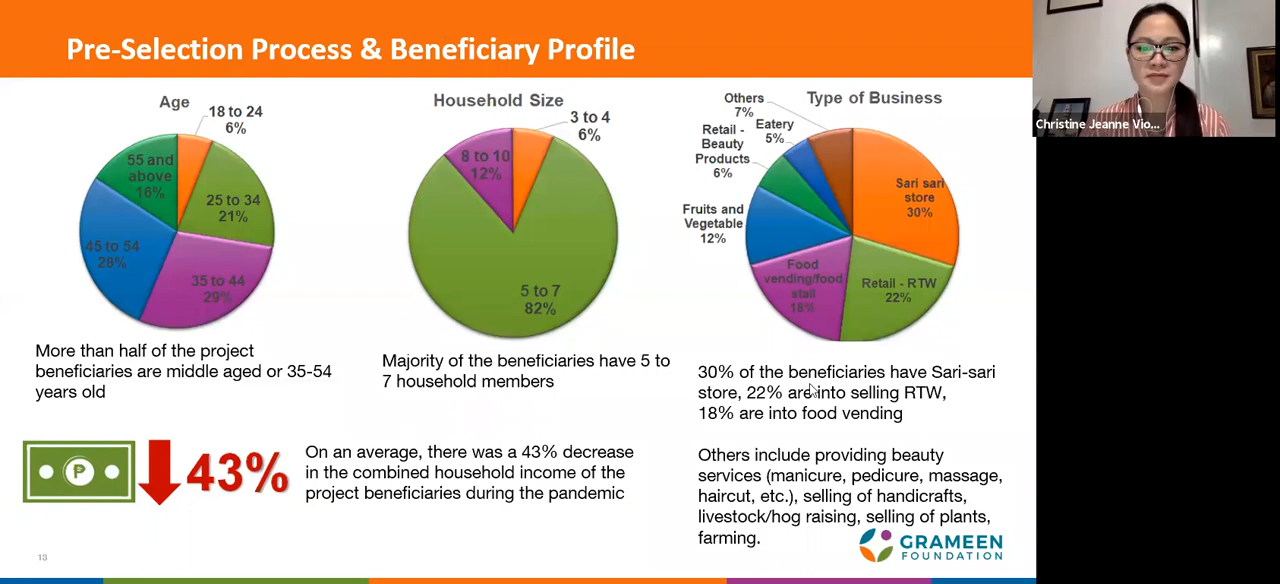 Pre-Selection Process & Beneficiary Profile
Christine Jeanne Vio...
Age
18 to 24
6%
25 to 34
21%
35 to 44
29%
45 to 54
28%
55 and
above
16%
More than half of the project
beneficiaries are middle aged or 35-54
years old
Household Size
3 to 4
6%
8 to 10
12%
5 to 7
82%
Majority of the beneficiaries have 5 to
7 household members
Type of Business
Others
7%
Eatery
5%
Retail -
Beauty
Products
6%
Fruits and
Vegetable
12%
Food
vending/food
stall
18%
Retail - RTW
22%
Sari sari
store
30%
30% of the beneficiaries have Sari-sari
store, 22% are into selling RTW,
18% are into food vending
Others include providing beauty
services (manicure, pedicure, massage,
haircut, etc.), selling of handicrafts,
livestock/hog raising, selling of plants,
farming.
₱
43%
On an average, there was a 43% decrease
in the combined household income of the
project beneficiaries during the pandemic
13
GRAMEEN
FOUNDATION